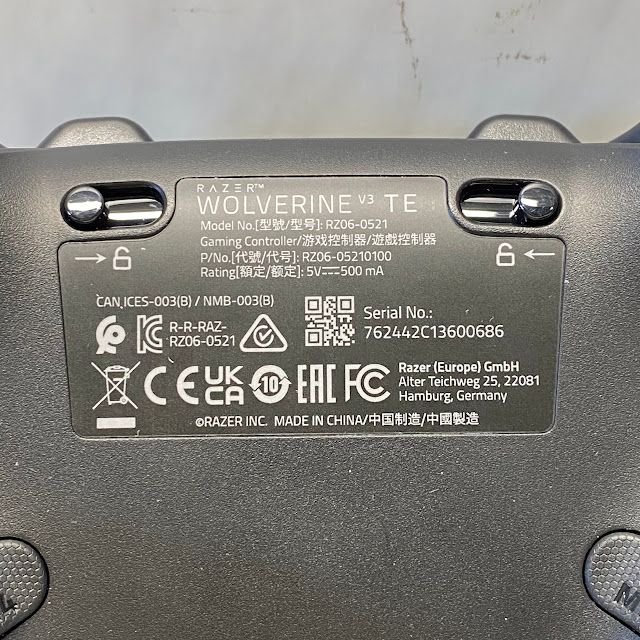 RAZER™
WOLVERINE V3 TE
Model No.[型號/型号]: RZ06-0521
Gaming Controller/游戏控制器/遊戲控制器
P/No.[代號/代号]: RZ06-05210100
Rating[額定/额定]: 5V⎓500 mA
CAN ICES-003(B) / NMB-003(B)
R-R-RAZ-
RZ06-0521
Serial No.:
762442C13600686
CE UK
CA 10 EAC FC
Razer (Europe) GmbH
Alter Teichweg 25, 22081
Hamburg, Germany
©RAZER INC. MADE IN CHINA/中国制造/中國製造